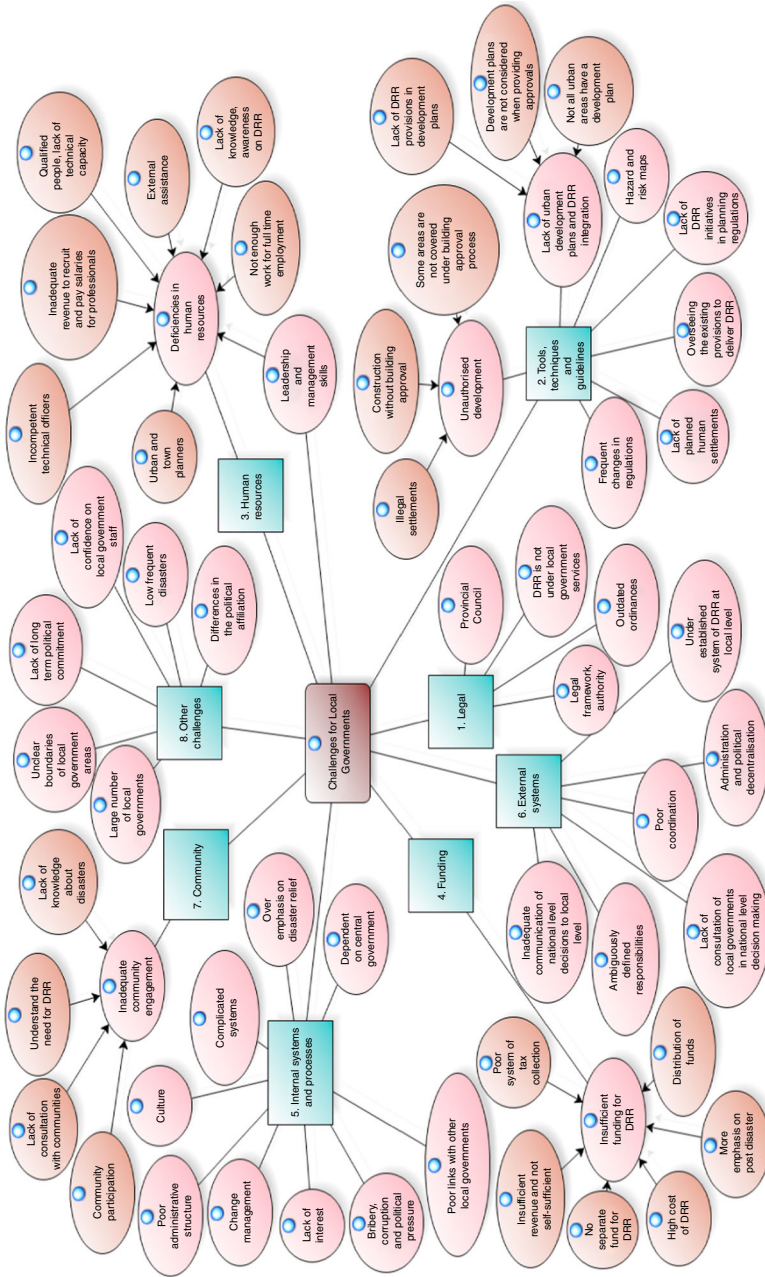 Qualified
people, lack of
technical
capacity
External
assistance
Lack of
knowledge,
awareness
on DRR
Inadequate
revenue to recruit
and pay salaries
for professionals
Not enough
work for full time
employment
Deficiencies in
human
resources
Incompetent
technical officers
Urban and
town
planners
Leadership
and
management
skills
3. Human
resources
Lack of
confidence on
local government
staff
Low frequent
disasters
Differences in
the political
affiliation
Lack of long
term political
commitment
Unclear
boundaries
of local
government
areas
Large number
of local
governments
8. Other
challenges
Challenges for Local
Governments
7. Community
Lack of
knowledge
about
disasters
Understand the
need for DRR
Inadequate
community
engagement
Lack of
consultation
with communities
Community
participation
Over
emphasis on
disaster relief
Dependent
on central
government
Complicated
systems
Culture
5. Internal systems
and processes
Poor
administrative
structure
Change
management
Lack of
interest
Bribery,
corruption
and political
pressure
Poor links with other
local governments
Lack of DRR
provisions in
development
plans
Development plans
are not considered
when providing
approvals
Not all urban
areas have a
development
plan
Lack of urban
development
plans and DRR
integration
Hazard and
risk maps
Lack of
DRR
initiatives
in planning
regulations
Overseeing
the existing
provisions to
deliver DRR
Lack of
planned
human
settlements
Frequent
changes in
regulations
2. Tools,
techniques
and
guidelines
Some areas are
not covered
under building
approval
process
Construction
without building
approval
Unauthorised
development
Illegal
settlements
Provincial
Council
DRR is not
under local
government
services
Outdated
ordinances
Legal
framework,
authority
1. Legal
Under
established
system of DRR at
local level
Administration
and political
decentralisation
Poor
coordination
6. External
systems
4. Funding
Inadequate
communication of
national level
decisions to local
level
Ambiguously
defined
responsibilities
Lack of
consultation of
local governments
in national level
decision making
Poor
system of
tax
collection
Distribution of
funds
Insufficient
funding for
DRR
Insufficient
revenue and not
self-sufficient
No
separate
fund for
DRR
High cost
of DRR
More
emphasis on
post disaster